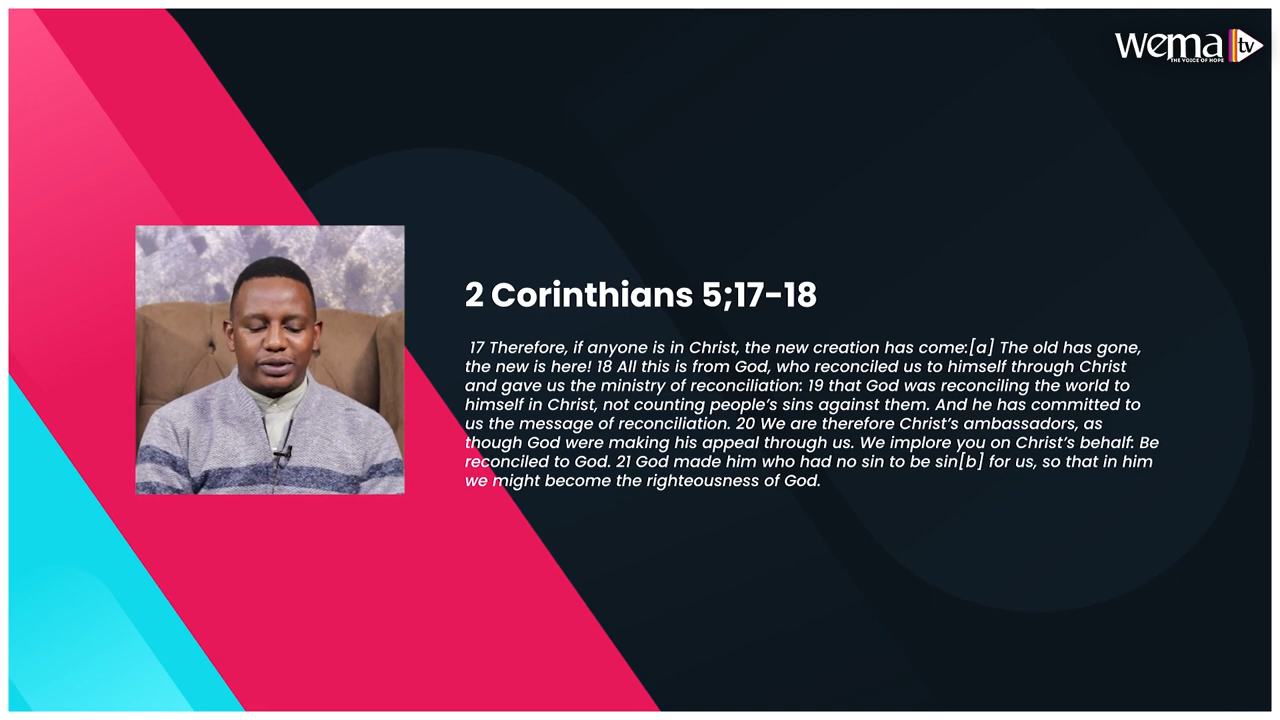 wema tv
THE VOICE OF HOPE
2 Corinthians 5;17-18
17 Therefore, if anyone is in Christ, the new creation has come:[a] The old has gone,
the new is here! 18 All this is from God, who reconciled us to himself through Christ
and gave us the ministry of reconciliation: 19 that God was reconciling the world to
himself in Christ, not counting people's sins against them. And he has committed to
us the message of reconciliation. 20 We are therefore Christ's ambassadors, as
though God were making his appeal through us. We implore you on Christ's behalf: Be
reconciled to God. 21 God made him who had no sin to be sin[b] for us, so that in him
we might become the righteousness of God.